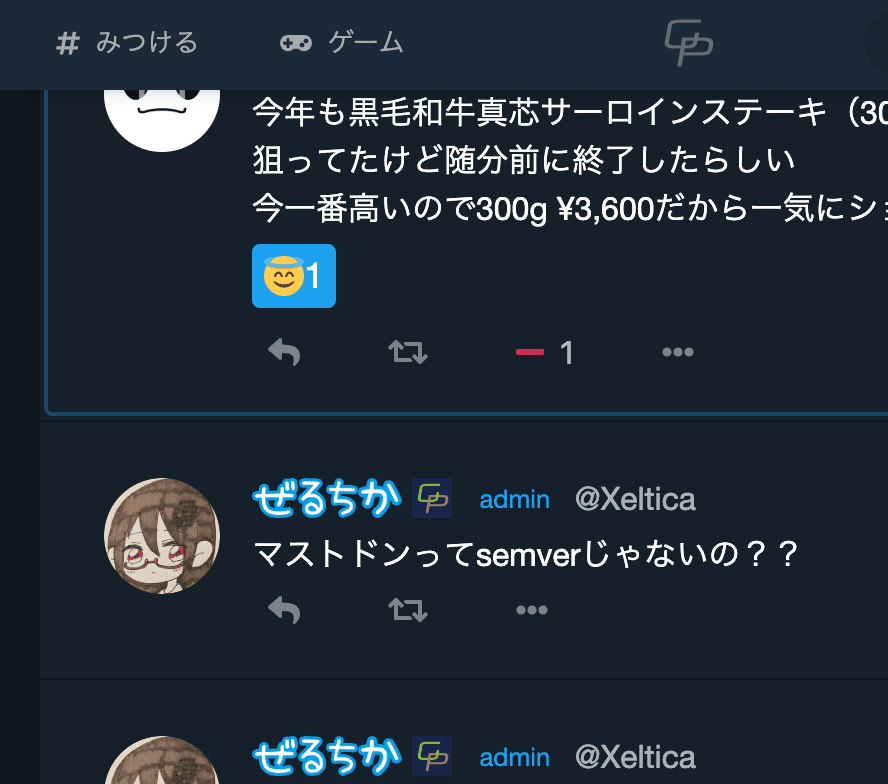 # みつける
ゲーム
今年も黒毛和牛真芯サーロインステーキ（30
狙ってたけど随分前に終了したらしい
今一番高いので300g ¥3,600だから一気にシ
1
1
ぜるちか admin @Xeltica
マストドンってsemverじゃないの？？
ぜるちか admin @Xeltica